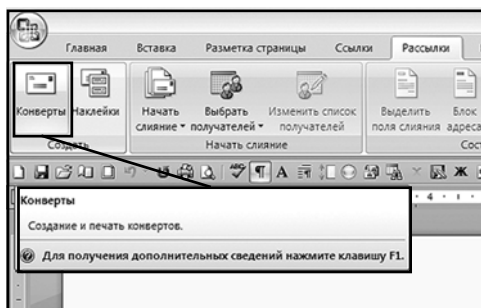 Главная Вставка Разметка страницы Ссылки Рассылки
Конверты Наклейки Начать слияние Выбрать получателей Изменить список получателей Выделить поля слияния Блок адреса
Создать Начать слияние
Ж
4
Конверты
Создание и печать конвертов.
Для получения дополнительных сведений нажмите клавишу F1.